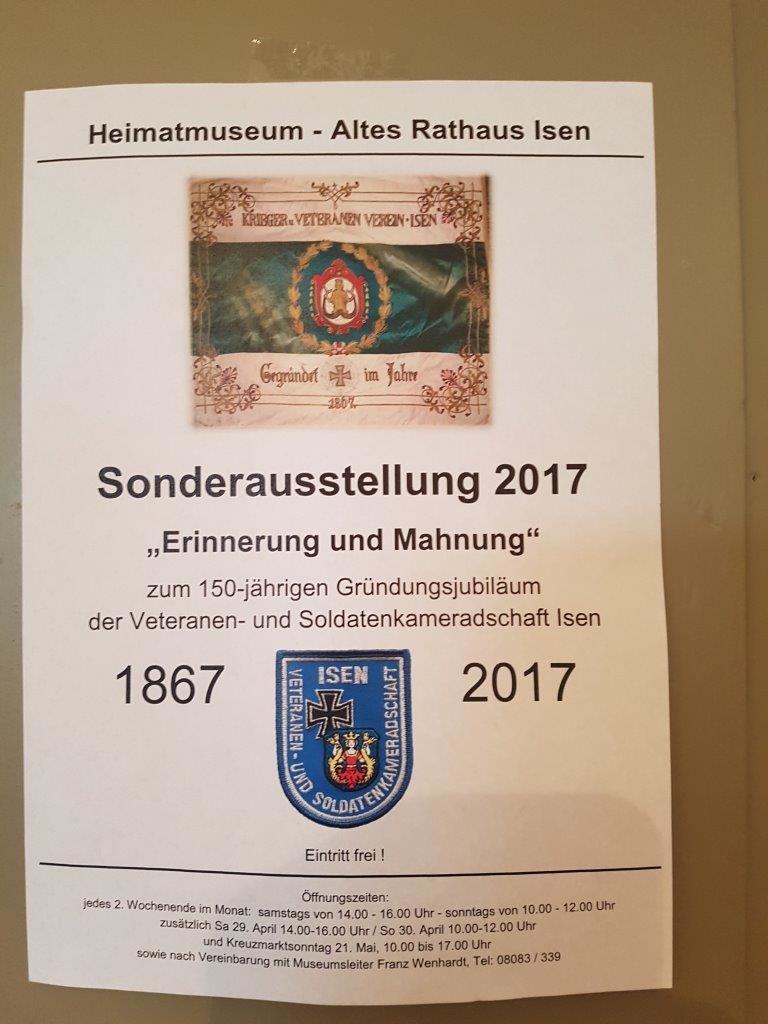 Heimatmuseum - Altes Rathaus Isen
KRIEGER u. VETERANEN VEREIN · ISEN
Gegründet im Jahre
1867.
Sonderausstellung 2017
„Erinnerung und Mahnung“
zum 150-jährigen Gründungsjubiläum
der Veteranen- und Soldatenkameradschaft Isen
1867
ISEN
VETERANEN - UND SOLDATENKAMERADSCHAFT
2017
Eintritt frei !
Öffnungszeiten:
jedes 2. Wochenende im Monat: samstags von 14.00 - 16.00 Uhr - sonntags von 10.00 - 12.00 Uhr
zusätzlich Sa 29. April 14.00-16.00 Uhr / So 30. April 10.00-12.00 Uhr
und Kreuzmarktsonntag 21. Mai, 10.00 bis 17.00 Uhr
sowie nach Vereinbarung mit Museumsleiter Franz Wenhardt, Tel: 08083 / 339